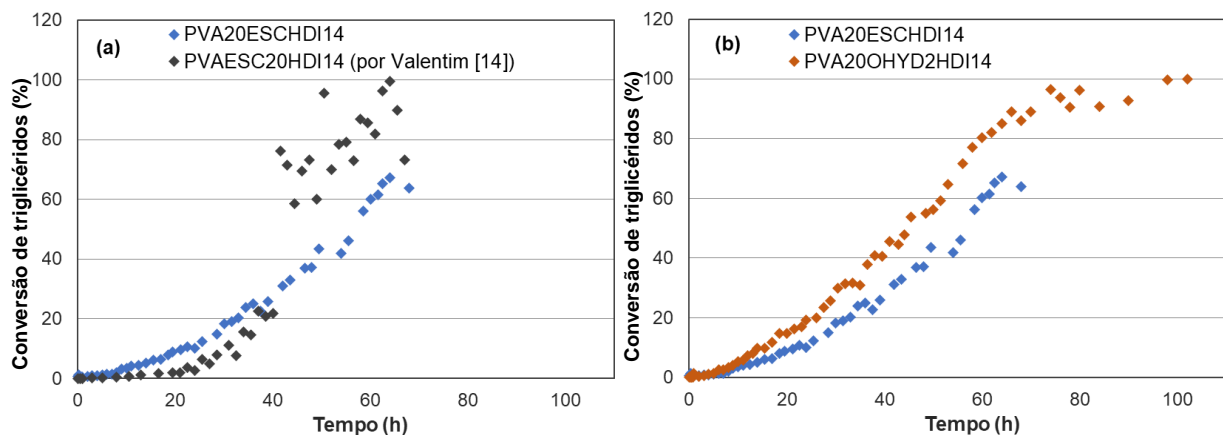 (a)
PVA20ESCHDI14
PVAESC20HDI14 (por Valentim [14])
Conversão de triglicéridos (%)
120
100
80
60
40
20
0
0 20 40 60 80 100
Tempo (h)
(b)
PVA20ESCHDI14
PVA20OHYD2HDI14
Conversão de triglicéridos (%)
120
100
80
60
40
20
0
0 20 40 60 80 100
Tempo (h)